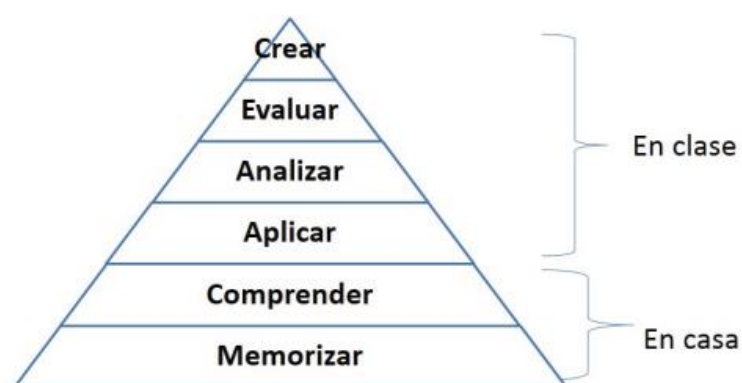 Crear
Evaluar
Analizar
Aplicar
Comprender
Memorizar
En clase
En casa